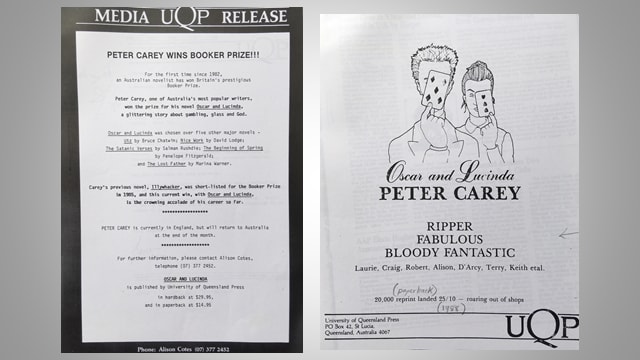 MEDIA UQP RELEASE
PETER CAREY WINS BOOKER PRIZE!!!
For the first time since 1982,
an Australian novelist has won Britain's prestigious
Booker Prize.
Peter Carey, one of Australia's most popular writers,
won the prize for his novel Oscar and Lucinda,
a glittering story about gambling, glass and God.
Oscar and Lucinda was chosen over five other major novels -
Utz by Bruce Chatwin; Nice Work by David Lodge;
The Satanic Verses by Salman Rushdie; The Beginning of Spring
by Penelope Fitzgerald;
and The Lost Father by Marina Warner.
Carey's previous novel, Illywhacker, was short-listed for the Booker Prize
in 1985, and this current win, with Oscar and Lucinda,
is the crowning accolade of his career so far.
******************
PETER CAREY is currently in England, but will return to Australia
at the end of the month.
******************
For further information, please contact Alison Cotes,
telephone (07) 377 2452.
OSCAR AND LUCINDA
is published by University of Queensland Press
in hardback at $29.95,
and in paperback at $14.95
Phone: Alison Cotes (07) 377 2452
Oscar and Lucinda
PETER CAREY
RIPPER
FABULOUS
BLOODY FANTASTIC
Laurie, Craig, Robert, Alison, D'Arcy, Terry, Keith etal.
(paperback)
20,000 reprint landed 25/10 – roaring out of shops
(1988)
University of Queensland Press
PO Box 42, St Lucia,
Queensland, Australia 4067
UQP